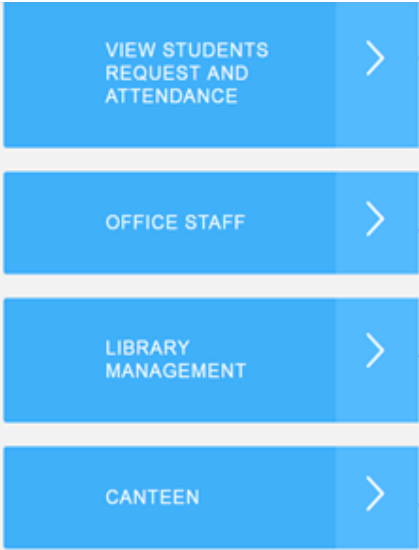 VIEW STUDENTS
REQUEST AND
ATTENDANCE
OFFICE STAFF
LIBRARY
MANAGEMENT
CANTEEN